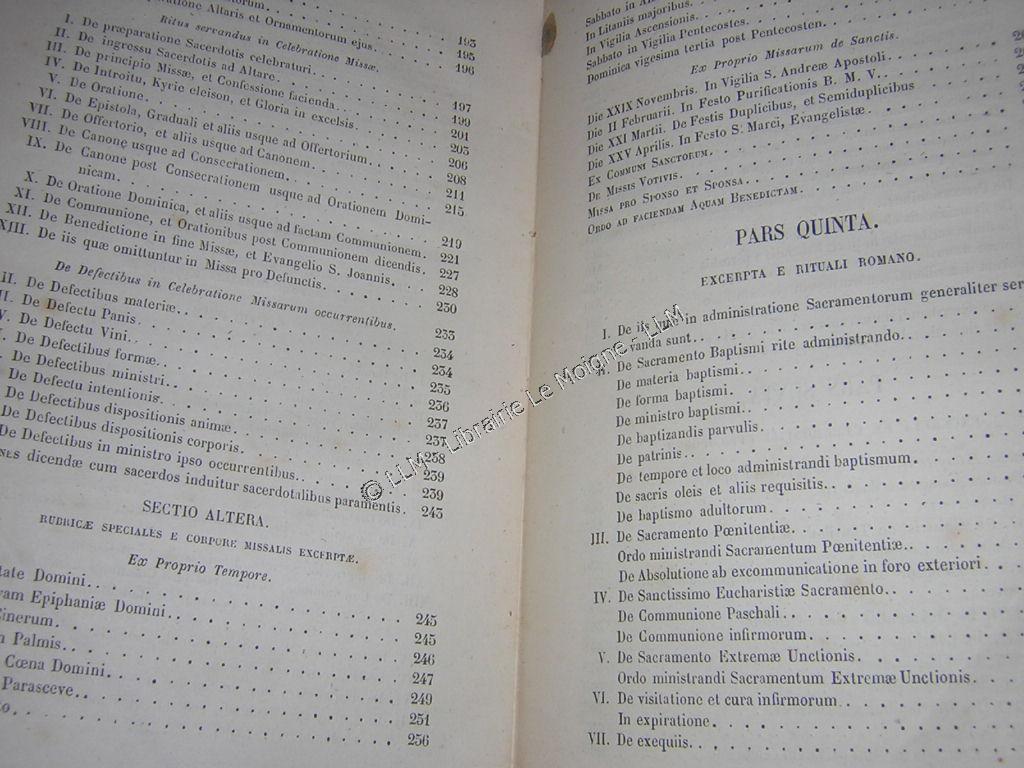 ratione Altaris et Ornamentorum ejus. 193
Ritus servandus in Celebratione Missæ. 195
I. De præparatione Sacerdotis celebraturi. 196
II. De ingressu Sacerdotis ad Altare.
III. De principio Missæ, et Confessione facienda. 197
IV. De Introitu, Kyrie eleison, et Gloria in excelsis. 199
V. De Oratione. 201
VI. De Epistola, Graduali et aliis usque ad Offertorium. 203
VII. De Offertorio, et aliis usque ad Canonem. 206
VIII. De Canone usque ad Consecrationem. 208
IX. De Canone post Consecrationem usque ad Orationem Domi- 211
nicam. 215
X. De Oratione Dominica, et aliis usque ad factam Communionem. 219
XI. De Communione, et Orationibus post Communionem dicendis. 221
XII. De Benedictione in fine Missæ, et Evangelio S. Joannis. 227
XIII. De iis quæ omittuntur in Missa pro Defunctis. 228
230
De Defectibus in Celebratione Missarum occurrentibus.
II. De Defectibus materiæ. 233
II. De Defectu Panis. 234
V. De Defectu Vini. 234
De Defectibus formæ. 235
De Defectibus ministri. 236
De Defectu intentionis. 237
De Defectibus dispositionis animæ. 237
De Defectibus dispositionis corporis. 238
De Defectibus in ministro ipso occurrentibus. 239
NES dicendæ cum sacerdos induitur sacerdotalibus paramentis. 243
239
SECTIO ALTERA.
RUBRICÆ SPECIALES E CORPORE MISSALIS EXCERPTÆ.
Ex Proprio Tempore.
tate Domini. 245
vam Epiphaniæ Domini. 245
Cinerum. 246
n Palmis. 247
Cœna Domini. 249
Parasceve. 251
o. 256
Sabbato in
In Litaniis majoribus.
In Vigilia Ascensionis.
Sabbato in Vigilia Pentecostes.
Dominica vigesima tertia post Pentecosten.
Ex Proprio Missarum de Sanctis.
Die XXIX Novembris. In Vigilia S. Andreæ Apostoli.
Die II Februarii. In Festo Purificationis B. M. V.
Die XXI Martii. De Festis Duplicibus, et Semiduplicibus
Die XXV Aprilis. In Festo S. Marci, Evangelistæ.
EX COMMUNI SANCTORUM.
DE MISSIS VOTIVIS.
MISSA PRO SPONSO ET SPONSA.
ORDO AD FACIENDAM AQUAM BENEDICTAM.
PARS QUINTA.
EXCERPTA E RITUALI ROMANO.
I. De iis quæ in administratione Sacramentorum generaliter ser
vanda sunt.
De Sacramento Baptismi rite administrando.
De materia baptismi.
De forma baptismi.
De ministro baptismi.
De baptizandis parvulis.
De patrinis.
De tempore et loco administrandi baptismum.
De sacris oleis et aliis requisitis.
De baptismo adultorum.
III. De Sacramento Pœnitentiæ.
Ordo ministrandi Sacramentum Pœnitentiæ.
De Absolutione ab excommunicatione in foro exteriori
IV. De Sanctissimo Eucharistiæ Sacramento.
De Communione Paschali.
De Communione infirmorum.
V. De Sacramento Extremæ Unctionis.
Ordo ministrandi Sacramentum Extremæ Unctionis.
VI. De visitatione et cura infirmorum
In expiratione
VII. De exequiis.
© LLM - Librairie Le Moigne - LLM